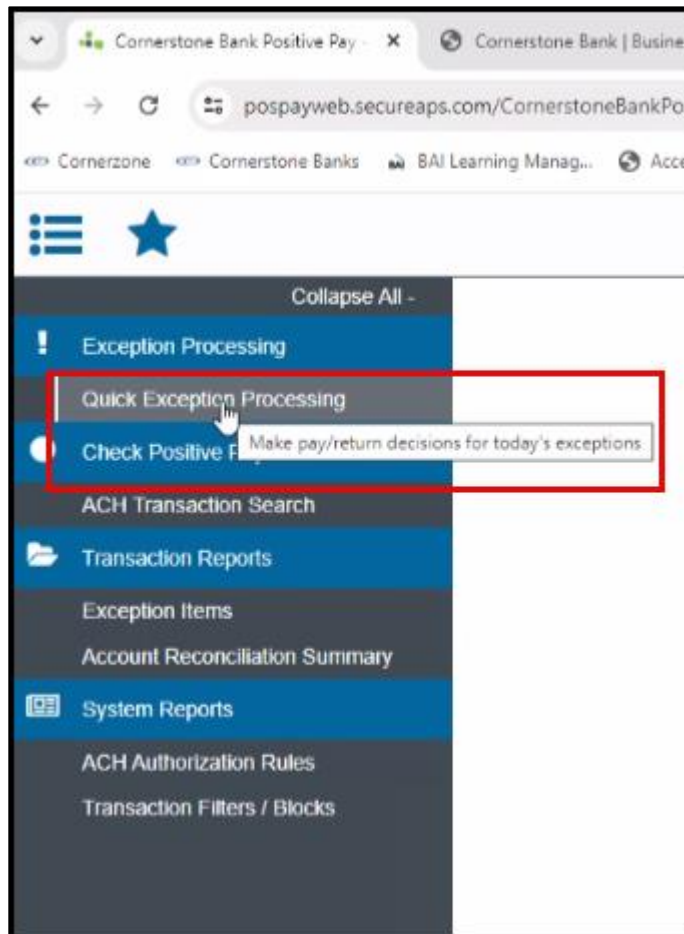 Cornerstone Bank Positive Pay - Cornerstone Bank | Busine
pospayweb.secureaps.com/CornerstoneBankPo
Cornerzone Cornerstone Banks BAI Learning Manag... Acce
Collapse All -
Exception Processing
Quick Exception Processing
Make pay/return decisions for today's exceptions
Check Positive
ACH Transaction Search
Transaction Reports
Exception Items
Account Reconciliation Summary
System Reports
ACH Authorization Rules
Transaction Filters / Blocks